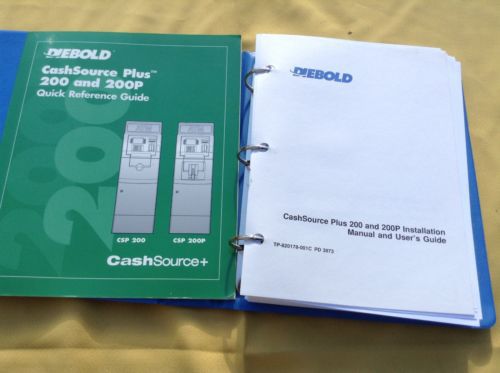 DIEBOLD
CashSource Plus™
200 and 200P
Quick Reference Guide
200
CSP 200
CSP 200P
CashSource+
DIEBOLD
CashSource Plus 200 and 200P Installation
Manual and User's Guide
TP-820178-001C PD 3873